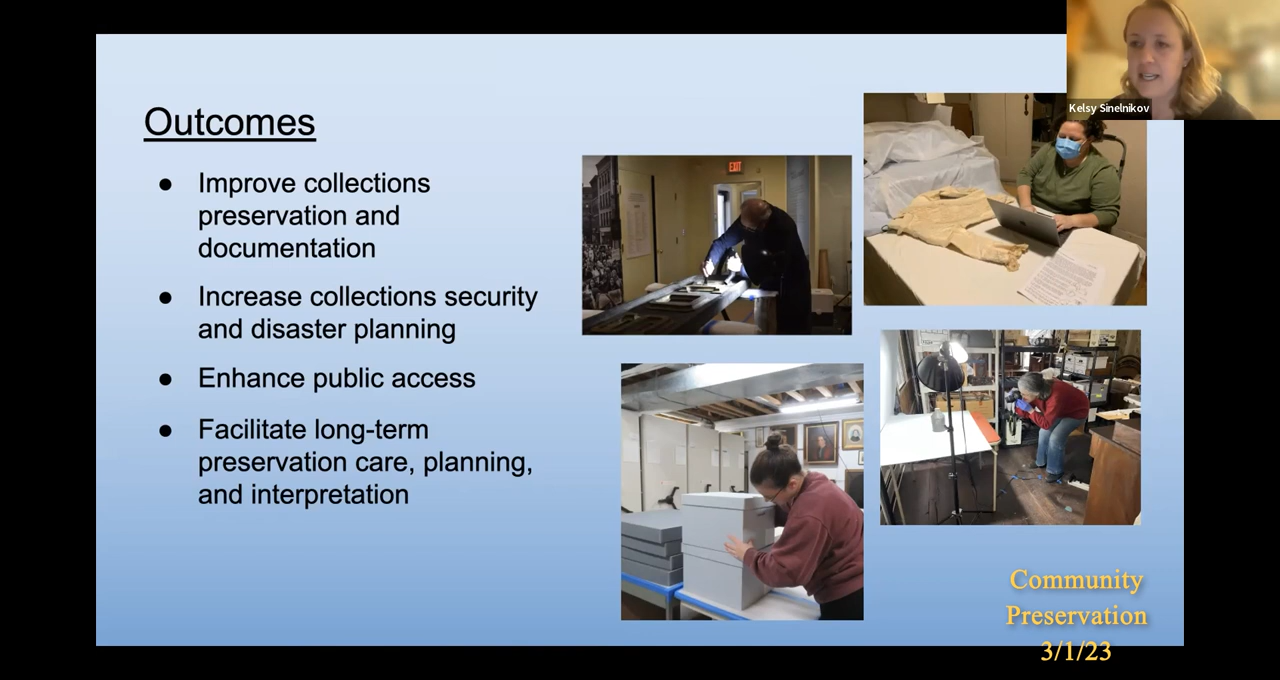 Kelsy Sinelnikov
Outcomes
● Improve collections
preservation and
documentation
● Increase collections security
and disaster planning
● Enhance public access
● Facilitate long-term
preservation care, planning,
and interpretation
EXIT
Community
Preservation
3/1/23